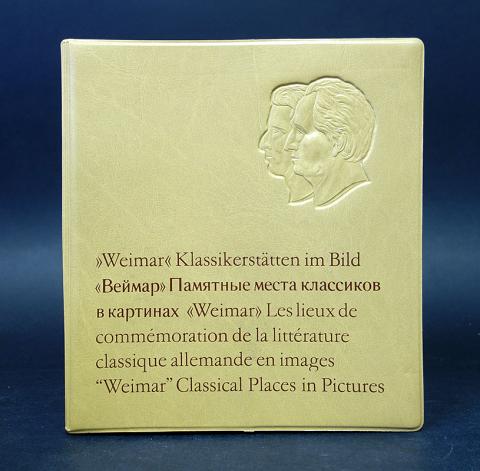 »Weimar« Klassikerstätten im Bild
«Веймар» Памятные места классиков
в картинах «Weimar» Les lieux de
commémoration de la littérature
classique allemande en images
“Weimar” Classical Places in Pictures